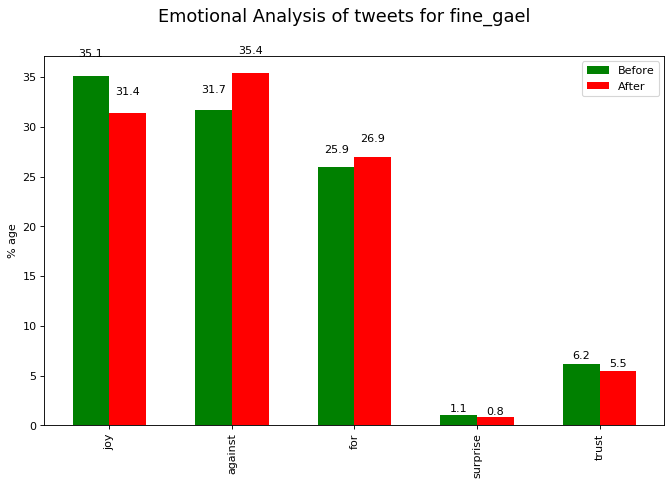 Emotional Analysis of tweets for fine_gael
35.1
31.4
31.7
35.4
25.9
26.9
1.1
0.8
6.2
5.5
Before
After
% age
35
30
25
20
15
10
5
0
joy
against
for
surprise
trust